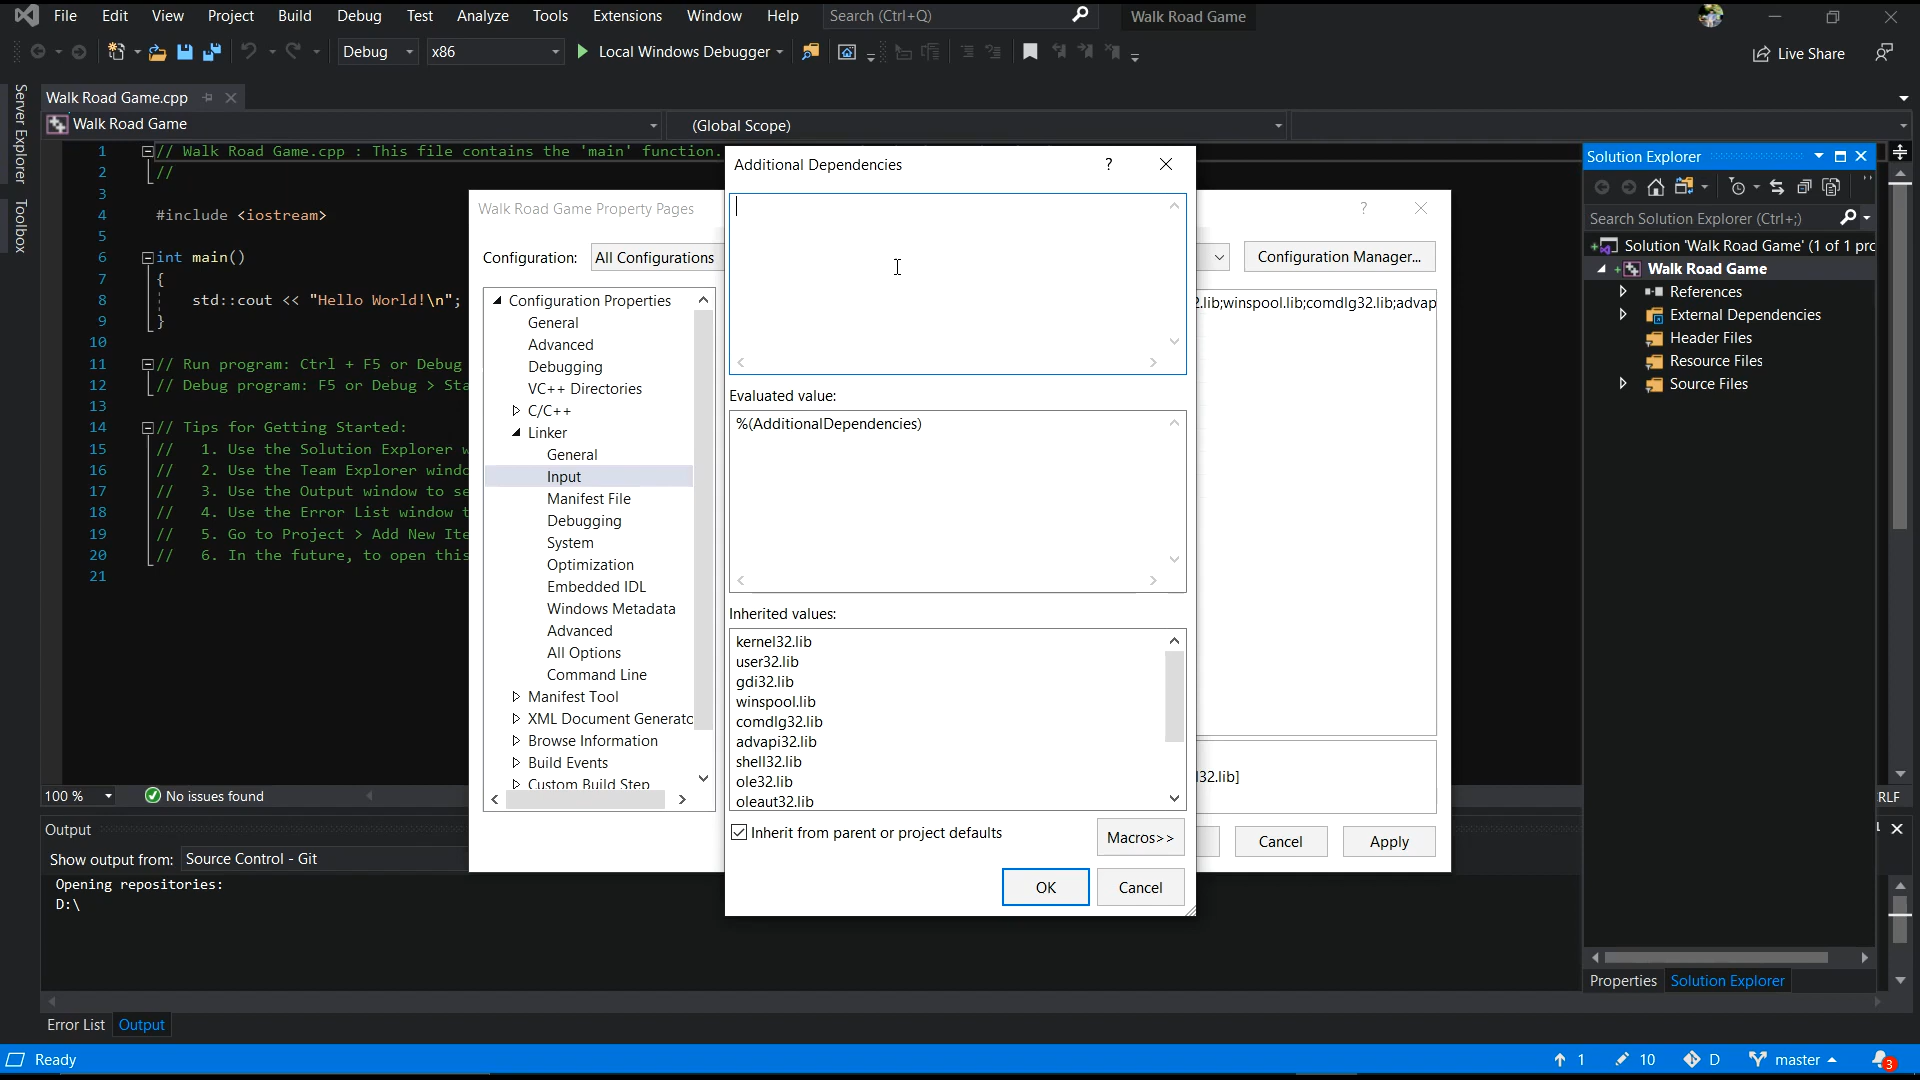 File Edit View Project Build Debug Test Analyze Tools Extensions Window Help Search (Ctrl+Q) Walk Road Game
Debug x86 Local Windows Debugger Live Share
Server Explorer
Toolbox
Walk Road Game.cpp
Walk Road Game (Global Scope)
1 // Walk Road Game.cpp : This file contains the 'main' function.
2 //
3
4 #include <iostream>
5
6 int main()
7 {
8 std::cout << "Hello World!\n";
9 }
10
11 // Run program: Ctrl + F5 or Debug
12 // Debug program: F5 or Debug > Sta
13
14 // Tips for Getting Started:
15 // 1. Use the Solution Explorer w
16 // 2. Use the Team Explorer windo
17 // 3. Use the Output window to se
18 // 4. Use the Error List window t
19 // 5. Go to Project > Add New Ite
20 // 6. In the future, to open this
21
100 % No issues found
RLF
Output
Show output from: Source Control - Git
Opening repositories:
D:\
Error List Output
Ready 1 10 D master 3
Walk Road Game Property Pages ?
Configuration: All Configurations Configuration Manager...
Configuration Properties
General
Advanced
Debugging
VC++ Directories
C/C++
Linker
General
Input
Manifest File
Debugging
System
Optimization
Embedded IDL
Windows Metadata
Advanced
All Options
Command Line
Manifest Tool
XML Document Generato
Browse Information
Build Events
Custom Build Step
2.lib;winspool.lib;comdlg32.lib;advap
l32.lib]
Cancel Apply
Additional Dependencies ?
Evaluated value:
%(AdditionalDependencies)
Inherited values:
kernel32.lib
user32.lib
gdi32.lib
winspool.lib
comdlg32.lib
advapi32.lib
shell32.lib
ole32.lib
oleaut32.lib
Inherit from parent or project defaults Macros>>
OK Cancel
Solution Explorer
Search Solution Explorer (Ctrl+;)
Solution 'Walk Road Game' (1 of 1 pro
Walk Road Game
References
External Dependencies
Header Files
Resource Files
Source Files
Properties Solution Explorer